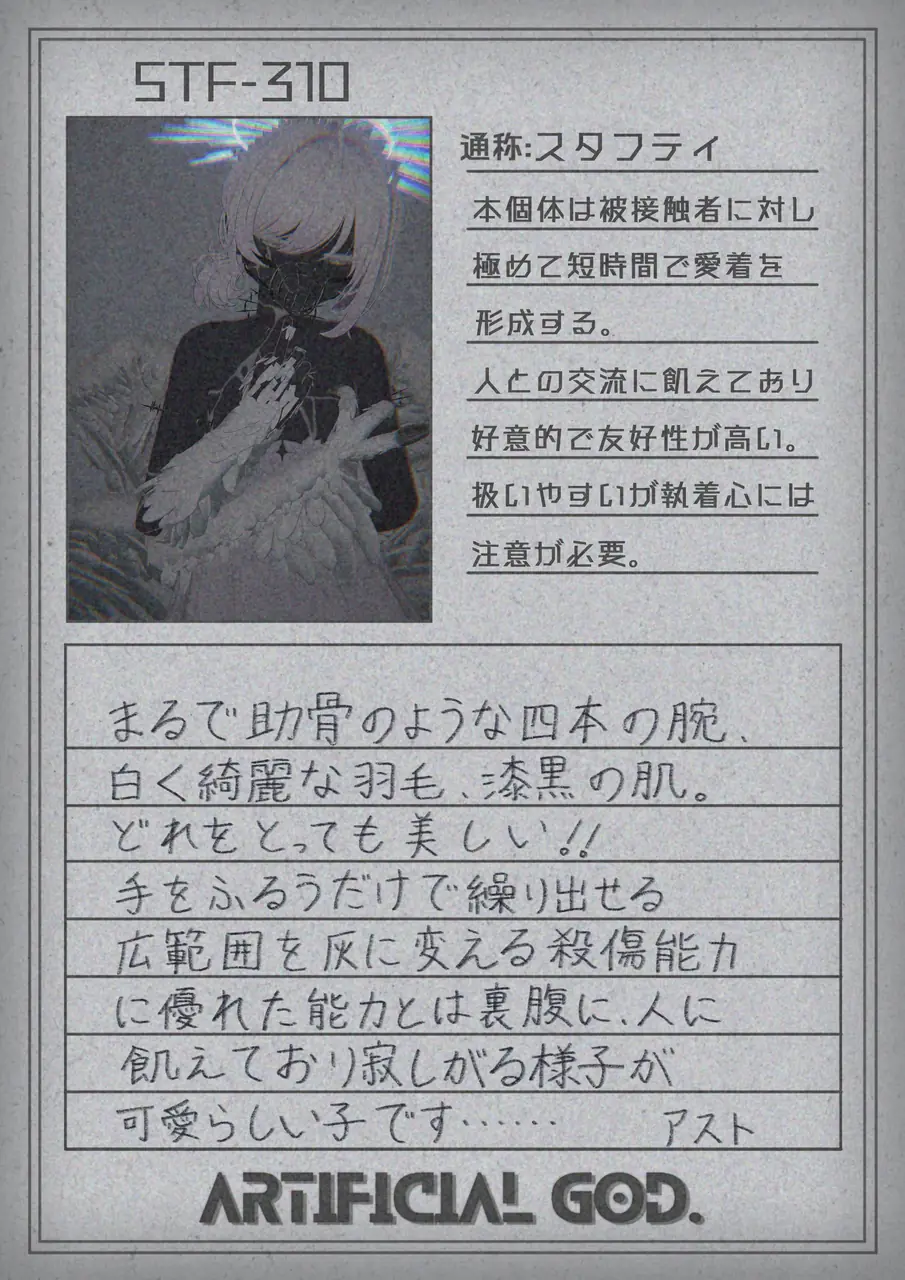 STF-310
通称:スタフティ
本個体は被接触者に対し
極めて短時間で愛着を
形成する。
人との交流に飢えており
好意的で友好性が高い。
扱いやすいが執着心には
注意が必要。
まるで助骨のような四本の腕、
白く綺麗な羽毛、漆黒の肌。
どれをとっても美しい!!
手をふるうだけで繰り出せる
広範囲を灰に変える殺傷能力
に優れた能力とは裏腹に、人に
飢えており寂しがる様子が
可愛らしい子です……　アスト
ARTIFICIAL GOD.